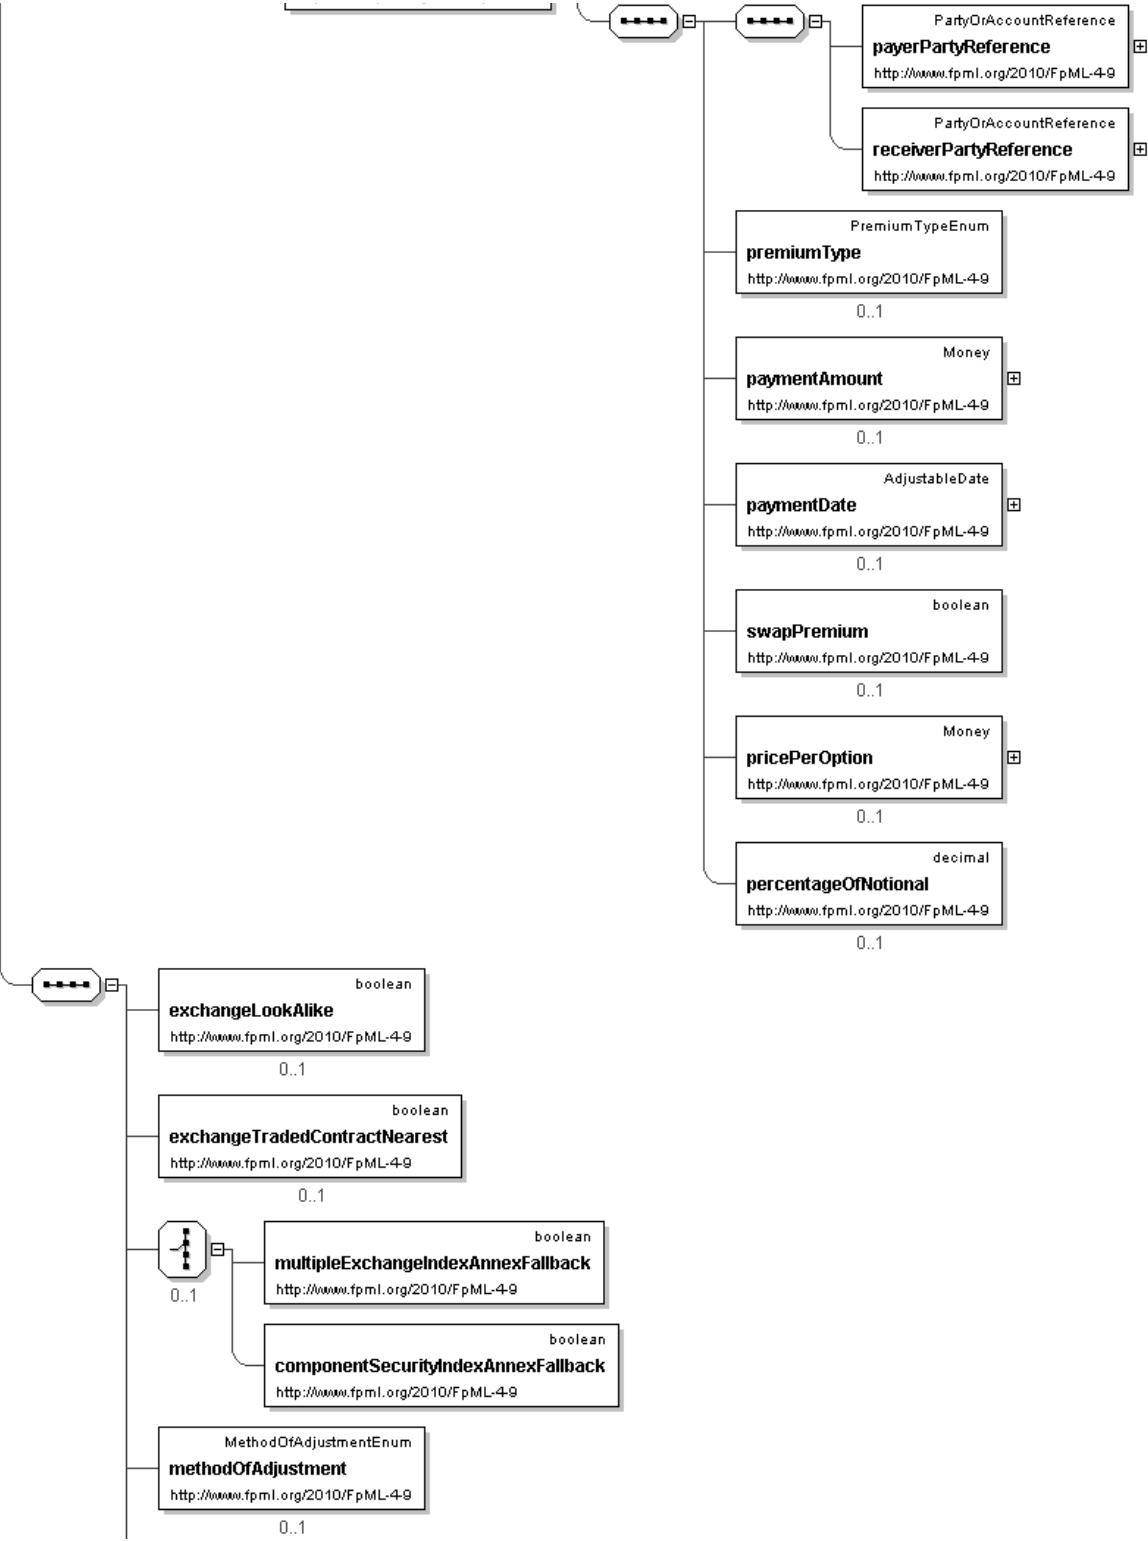 PartyOrAccountReference
payerPartyReference
http://www.fpml.org/2010/FpML-4-9
PartyOrAccountReference
receiverPartyReference
http://www.fpml.org/2010/FpML-4-9
PremiumTypeEnum
premiumType
http://www.fpml.org/2010/FpML-4-9
0..1
Money
paymentAmount
http://www.fpml.org/2010/FpML-4-9
0..1
AdjustableDate
paymentDate
http://www.fpml.org/2010/FpML-4-9
0..1
boolean
swapPremium
http://www.fpml.org/2010/FpML-4-9
0..1
Money
pricePerOption
http://www.fpml.org/2010/FpML-4-9
0..1
decimal
percentageOfNotional
http://www.fpml.org/2010/FpML-4-9
0..1
boolean
exchangeLookAlike
http://www.fpml.org/2010/FpML-4-9
0..1
boolean
exchangeTradedContractNearest
http://www.fpml.org/2010/FpML-4-9
0..1
boolean
multipleExchangeIndexAnnexFallback
http://www.fpml.org/2010/FpML-4-9
0..1
boolean
componentSecurityIndexAnnexFallback
http://www.fpml.org/2010/FpML-4-9
MethodOfAdjustmentEnum
methodOfAdjustment
http://www.fpml.org/2010/FpML-4-9
0..1